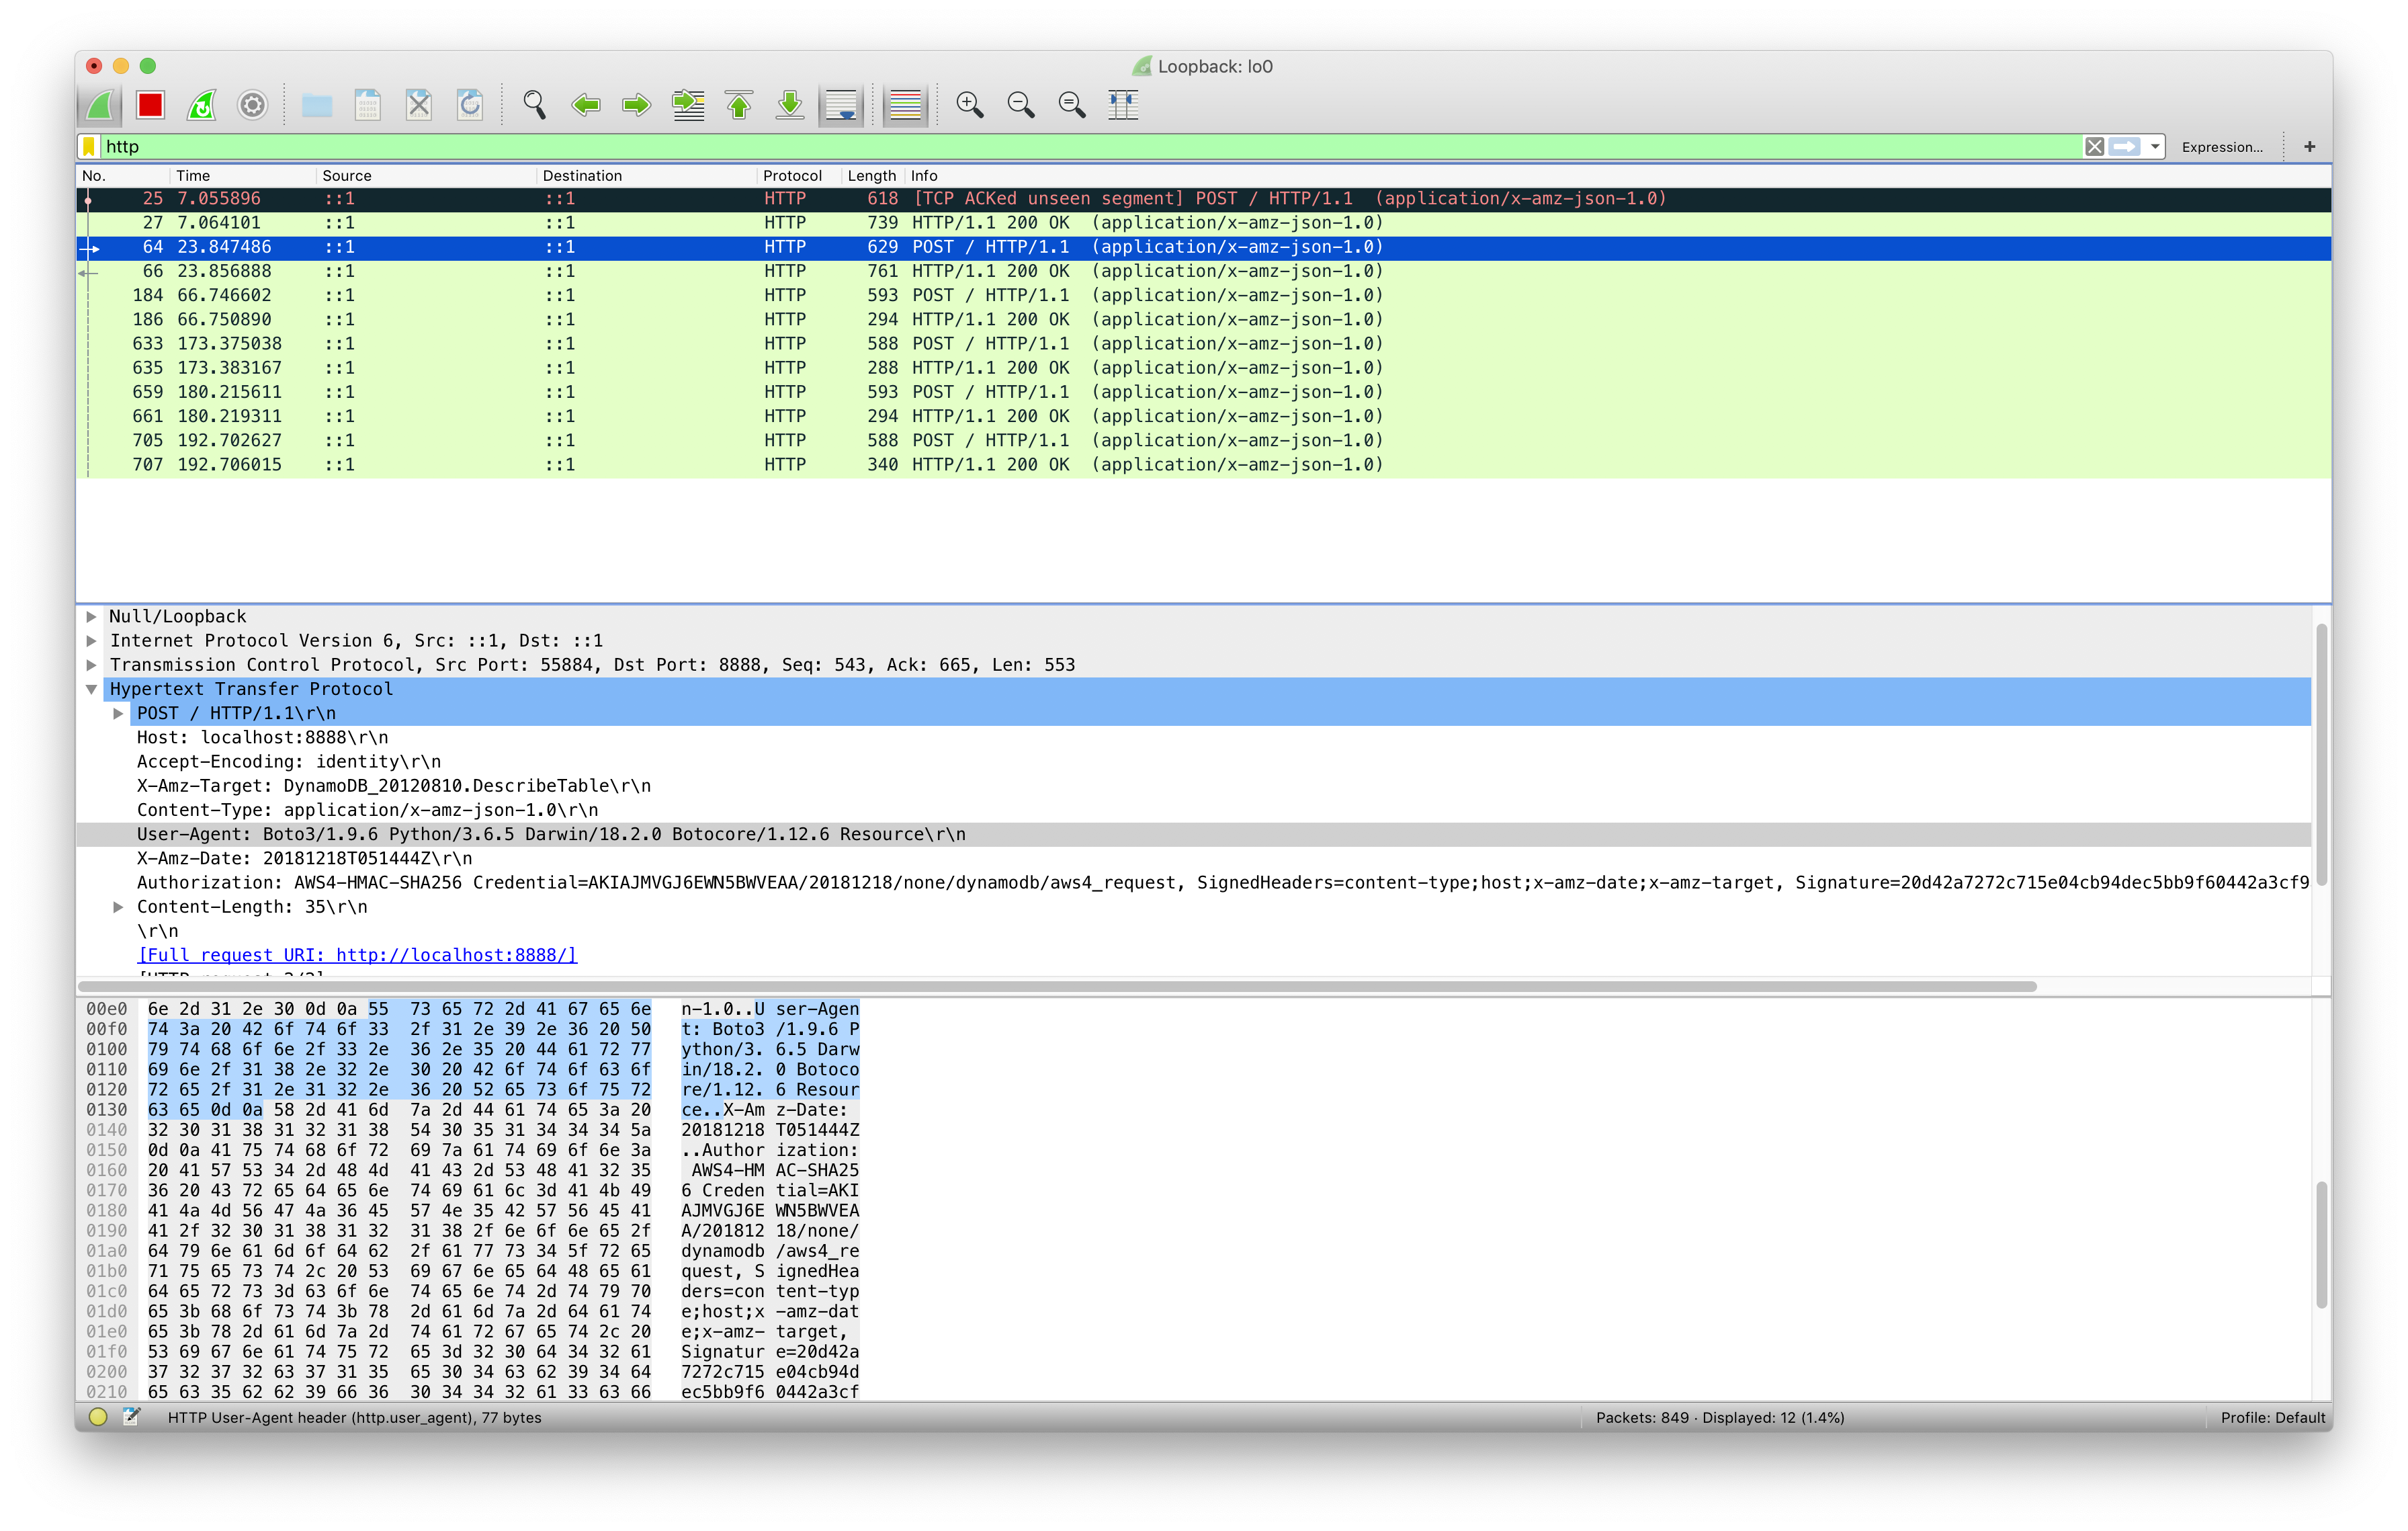 Loopback: lo0
http
Expression...
+
No. Time Source Destination Protocol Length Info
25 7.055896 ::1 ::1 HTTP 618 [TCP ACKed unseen segment] POST / HTTP/1.1 (application/x-amz-json-1.0)
27 7.064101 ::1 ::1 HTTP 739 HTTP/1.1 200 OK (application/x-amz-json-1.0)
64 23.847486 ::1 ::1 HTTP 629 POST / HTTP/1.1 (application/x-amz-json-1.0)
66 23.856888 ::1 ::1 HTTP 761 HTTP/1.1 200 OK (application/x-amz-json-1.0)
184 66.746602 ::1 ::1 HTTP 593 POST / HTTP/1.1 (application/x-amz-json-1.0)
186 66.750890 ::1 ::1 HTTP 294 HTTP/1.1 200 OK (application/x-amz-json-1.0)
633 173.375038 ::1 ::1 HTTP 588 POST / HTTP/1.1 (application/x-amz-json-1.0)
635 173.383167 ::1 ::1 HTTP 288 HTTP/1.1 200 OK (application/x-amz-json-1.0)
659 180.215611 ::1 ::1 HTTP 593 POST / HTTP/1.1 (application/x-amz-json-1.0)
661 180.219311 ::1 ::1 HTTP 294 HTTP/1.1 200 OK (application/x-amz-json-1.0)
705 192.702627 ::1 ::1 HTTP 588 POST / HTTP/1.1 (application/x-amz-json-1.0)
707 192.706015 ::1 ::1 HTTP 340 HTTP/1.1 200 OK (application/x-amz-json-1.0)
Null/Loopback
Internet Protocol Version 6, Src: ::1, Dst: ::1
Transmission Control Protocol, Src Port: 55884, Dst Port: 8888, Seq: 543, Ack: 665, Len: 553
Hypertext Transfer Protocol
POST / HTTP/1.1\r\n
Host: localhost:8888\r\n
Accept-Encoding: identity\r\n
X-Amz-Target: DynamoDB_20120810.DescribeTable\r\n
Content-Type: application/x-amz-json-1.0\r\n
User-Agent: Boto3/1.9.6 Python/3.6.5 Darwin/18.2.0 Botocore/1.12.6 Resource\r\n
X-Amz-Date: 20181218T051444Z\r\n
Authorization: AWS4-HMAC-SHA256 Credential=AKIAJMVGJ6EWN5BWVEAA/20181218/none/dynamodb/aws4_request, SignedHeaders=content-type;host;x-amz-date;x-amz-target, Signature=20d42a7272c715e04cb94dec5bb9f60442a3cf9
Content-Length: 35\r\n
\r\n
[Full request URI: http://localhost:8888/]
00e0 6e 2d 31 2e 30 0d 0a 55 73 65 72 2d 41 67 65 6e n-1.0..U ser-Agen
00f0 74 3a 20 42 6f 74 6f 33 2f 31 2e 39 2e 36 20 50 t: Boto3 /1.9.6 P
0100 79 74 68 6f 6e 2f 33 2e 36 2e 35 20 44 61 72 77 ython/3. 6.5 Darw
0110 69 6e 2f 31 38 2e 32 2e 30 20 42 6f 74 6f 63 6f in/18.2. 0 Botoco
0120 72 65 2f 31 2e 31 32 2e 36 20 52 65 73 6f 75 72 re/1.12. 6 Resour
0130 63 65 0d 0a 58 2d 41 6d 7a 2d 44 61 74 65 3a 20 ce..X-Am z-Date:
0140 32 30 31 38 31 32 31 38 54 30 35 31 34 34 34 5a 20181218 T051444Z
0150 0d 0a 41 75 74 68 6f 72 69 7a 61 74 69 6f 6e 3a ..Author ization:
0160 20 41 57 53 34 2d 48 4d 41 43 2d 53 48 41 32 35 AWS4-HM AC-SHA25
0170 36 20 43 72 65 64 65 6e 74 69 61 6c 3d 41 4b 49 6 Creden tial=AKI
0180 41 4a 4d 56 47 4a 36 45 57 4e 35 42 57 56 45 41 AJMVGJ6E WN5BWVEA
0190 41 2f 32 30 31 38 31 32 31 38 2f 6e 6f 6e 65 2f A/201812 18/none/
01a0 64 79 6e 61 6d 6f 64 62 2f 61 77 73 34 5f 72 65 dynamodb /aws4_re
01b0 71 75 65 73 74 2c 20 53 69 67 6e 65 64 48 65 61 quest, S ignedHea
01c0 64 65 72 73 3d 63 6f 6e 74 65 6e 74 2d 74 79 70 ders=con tent-typ
01d0 65 3b 68 6f 73 74 3b 78 2d 61 6d 7a 2d 64 61 74 e;host;x -amz-dat
01e0 65 3b 78 2d 61 6d 7a 2d 74 61 72 67 65 74 2c 20 e;x-amz- target,
01f0 53 69 67 6e 61 74 75 72 65 3d 32 30 64 34 32 61 Signatur e=20d42a
0200 37 32 37 32 63 37 31 35 65 30 34 63 62 39 34 64 7272c715 e04cb94d
0210 65 63 35 62 62 39 66 36 30 34 34 32 61 33 63 66 ec5bb9f6 0442a3cf
HTTP User-Agent header (http.user_agent), 77 bytes
Packets: 849 · Displayed: 12 (1.4%)
Profile: Default